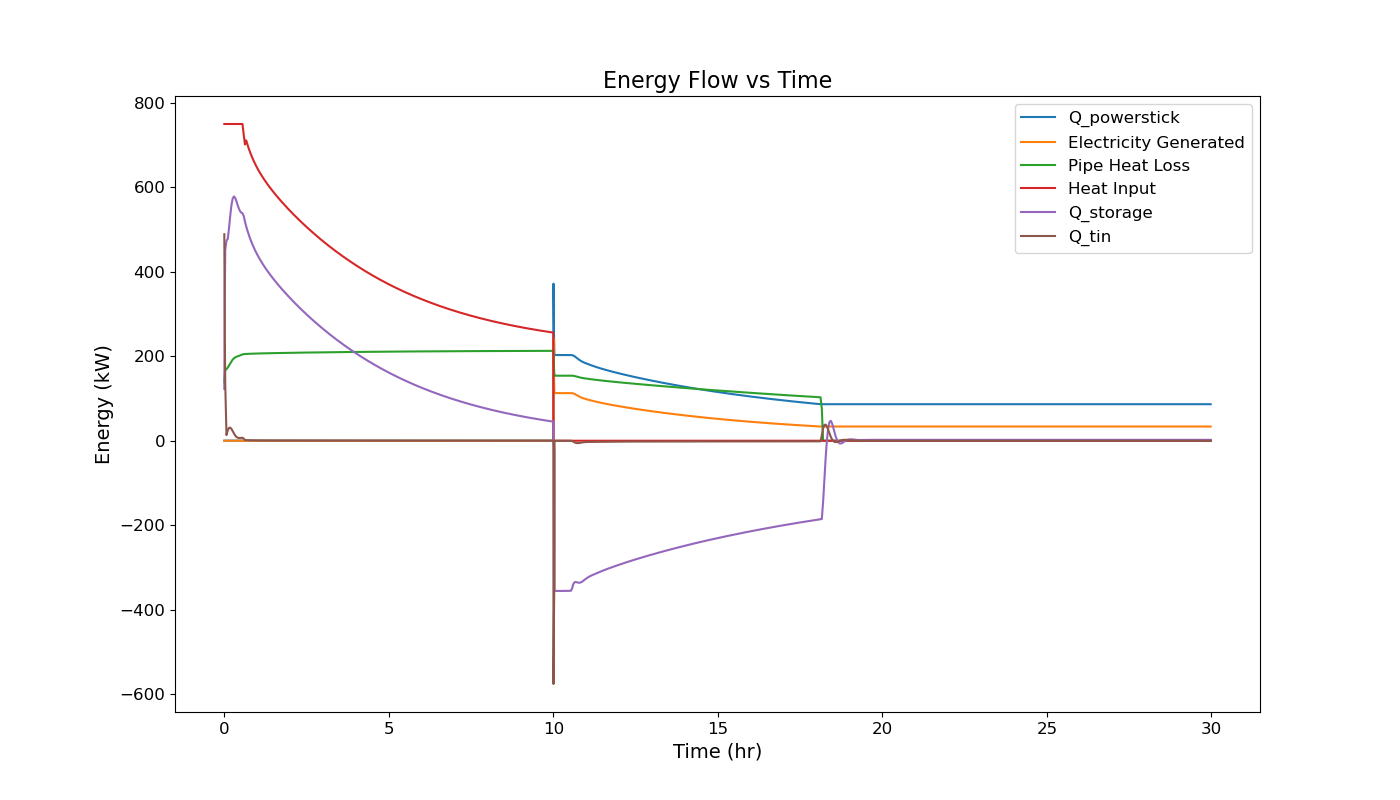 Energy Flow vs Time
Energy (kW)
800
600
400
200
0
−200
−400
−600
Q_powerstick
Electricity Generated
Pipe Heat Loss
Heat Input
Q_storage
Q_tin
0 5 10 15 20 25 30
Time (hr)